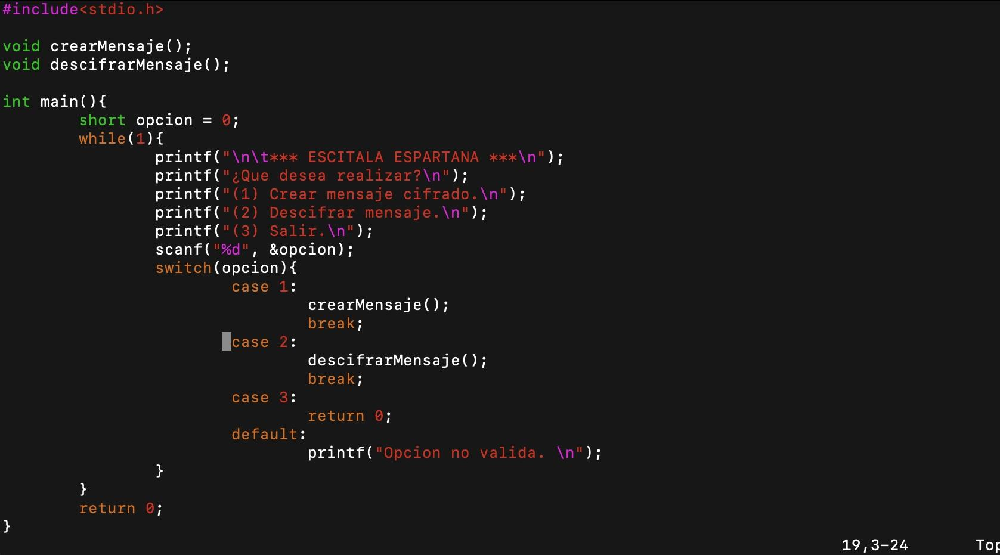 #include<stdio.h>
void crearMensaje();
void descifrarMensaje();
int main(){
short opcion = 0;
while(1){
printf("\n\t*** ESCITALA ESPARTANA ***\n");
printf("¿Que desea realizar?\n");
printf("(1) Crear mensaje cifrado.\n");
printf("(2) Descifrar mensaje.\n");
printf("(3) Salir.\n");
scanf("%d", &opcion);
switch(opcion){
case 1:
crearMensaje();
break;
case 2:
descifrarMensaje();
break;
case 3:
return 0;
default:
printf("Opcion no valida. \n");
}
}
return 0;
}
19,3-24 Top